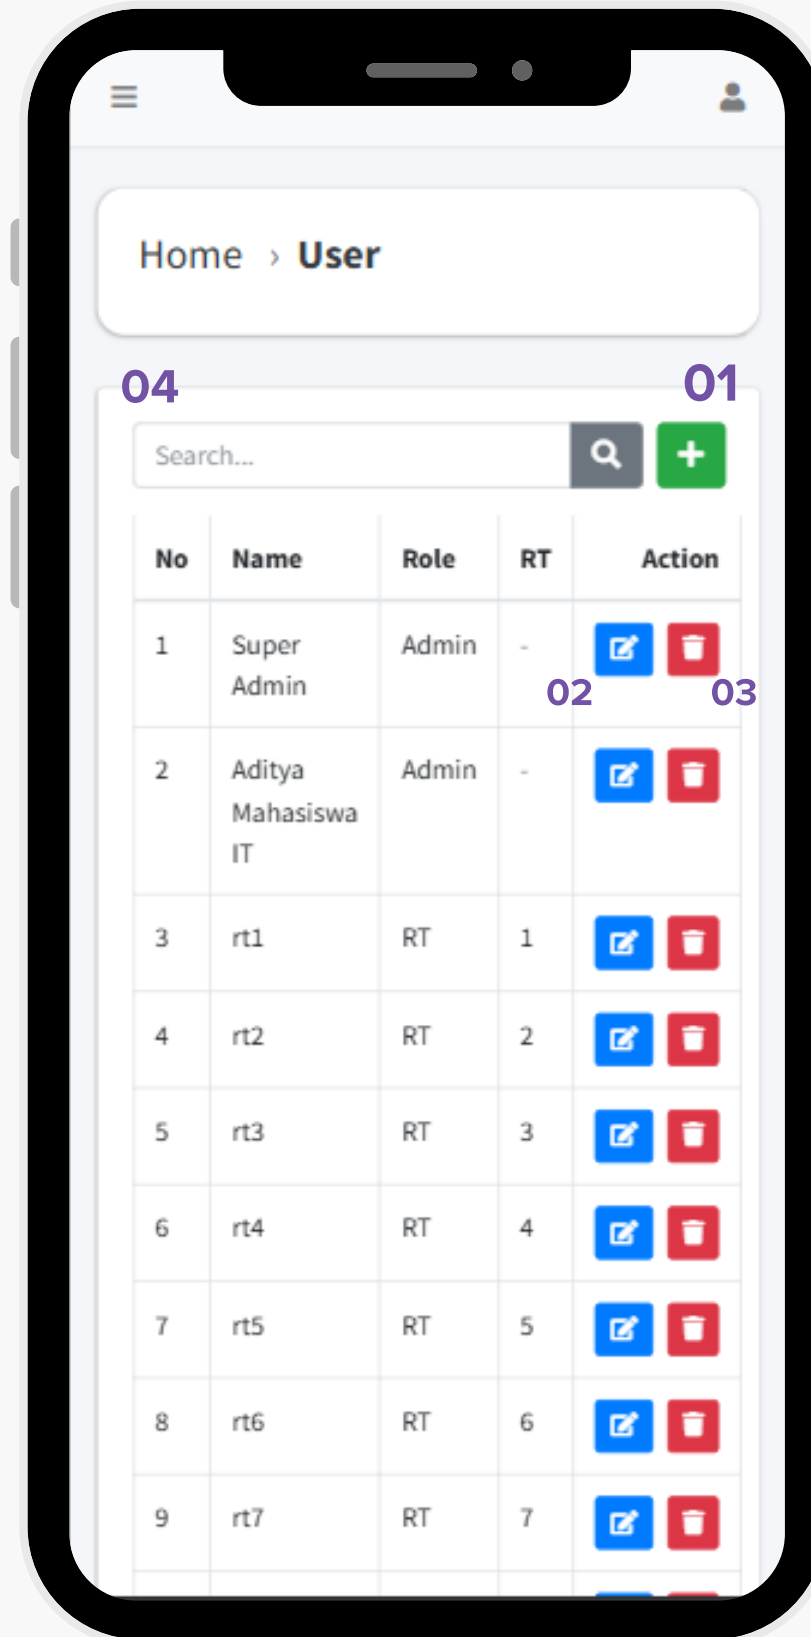 Home › User
04 01
Search...
No Name Role RT Action
1 Super Admin Admin -
02 03
2 Aditya Mahasiswa IT Admin -
3 rt1 RT 1
4 rt2 RT 2
5 rt3 RT 3
6 rt4 RT 4
7 rt5 RT 5
8 rt6 RT 6
9 rt7 RT 7